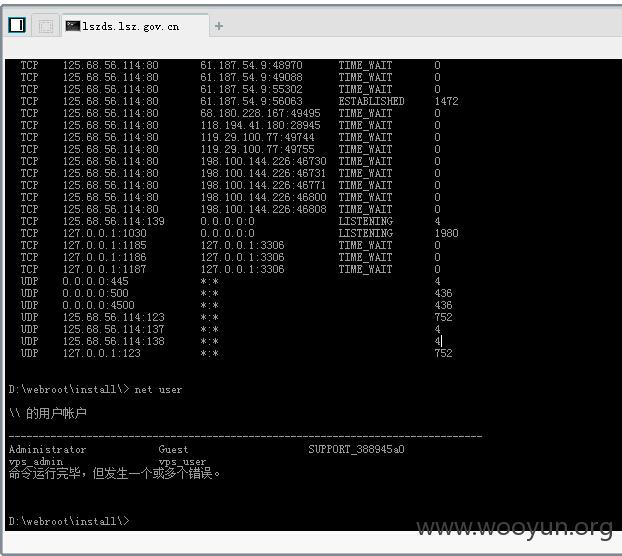 lszds.lsz.gov.cn
TCP 125.68.56.114:80 61.187.54.9:48970 TIME_WAIT 0
TCP 125.68.56.114:80 61.187.54.9:49088 TIME_WAIT 0
TCP 125.68.56.114:80 61.187.54.9:55302 TIME_WAIT 0
TCP 125.68.56.114:80 61.187.54.9:56063 ESTABLISHED 1472
TCP 125.68.56.114:80 68.180.228.167:49495 TIME_WAIT 0
TCP 125.68.56.114:80 118.194.41.180:28945 TIME_WAIT 0
TCP 125.68.56.114:80 119.29.100.77:49744 TIME_WAIT 0
TCP 125.68.56.114:80 119.29.100.77:49755 TIME_WAIT 0
TCP 125.68.56.114:80 198.100.144.226:46730 TIME_WAIT 0
TCP 125.68.56.114:80 198.100.144.226:46731 TIME_WAIT 0
TCP 125.68.56.114:80 198.100.144.226:46771 TIME_WAIT 0
TCP 125.68.56.114:80 198.100.144.226:46800 TIME_WAIT 0
TCP 125.68.56.114:80 198.100.144.226:46808 TIME_WAIT 0
TCP 125.68.56.114:139 0.0.0.0:0 LISTENING 4
TCP 127.0.0.1:1030 0.0.0.0:0 LISTENING 1980
TCP 127.0.0.1:1185 127.0.0.1:3306 TIME_WAIT 0
TCP 127.0.0.1:1186 127.0.0.1:3306 TIME_WAIT 0
TCP 127.0.0.1:1187 127.0.0.1:3306 TIME_WAIT 0
UDP 0.0.0.0:445 *:* 4
UDP 0.0.0.0:500 *:* 436
UDP 0.0.0.0:4500 *:* 436
UDP 125.68.56.114:123 *:* 752
UDP 125.68.56.114:137 *:* 4
UDP 125.68.56.114:138 *:* 4
UDP 127.0.0.1:123 *:* 752
D:\webroot\install\> net user
\\ 的用户帐户
-------------------------------------------------------------------------------
Administrator Guest SUPPORT_388945a0
vps_admin vps_user
命令运行完毕，但发生一个或多个错误。
D:\webroot\install\>
www.wooyun.org